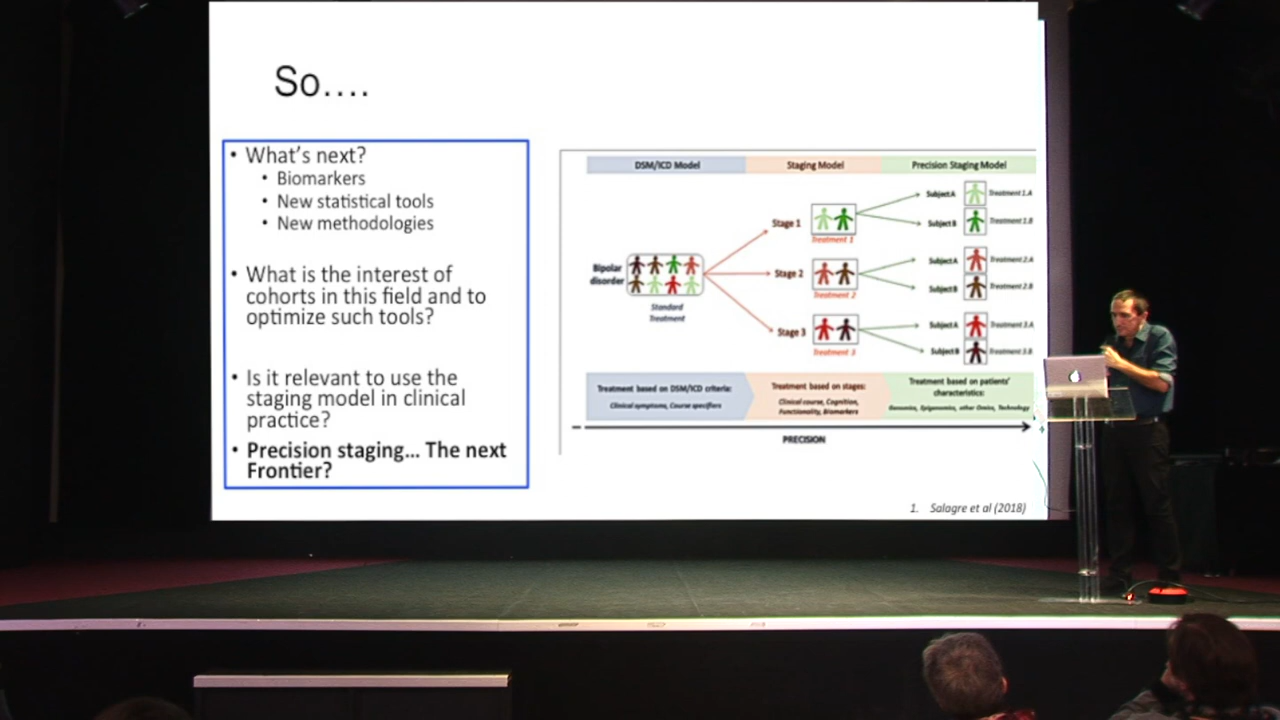 So....
• What's next?
• Biomarkers
• New statistical tools
• New methodologies
• What is the interest of
cohorts in this field and to
optimize such tools?
• Is it relevant to use the
staging model in clinical
practice?
• Precision staging... The next
Frontier?
DSM/ICD Model
Staging Model
Precision Staging Model
Bipolar
disorder
Standard
Treatment
Stage 1
Treatment 1
Stage 2
Treatment 2
Stage 3
Treatment 3
Subject A
Treatment 1.A
Subject B
Treatment 1.B
Subject A
Treatment 2.A
Subject B
Treatment 2.B
Subject A
Treatment 3.A
Subject B
Treatment 3.B
Treatment based on DSM/ICD criteria:
Clinical symptoms, Course specifiers
Treatment based on stages:
Clinical course, Cognition,
Functionality, Biomarkers
Treatment based on patients'
characteristics:
Genomics, Epigenomics, other Omics, Technology
PRECISION
1. Salagre et al (2018)